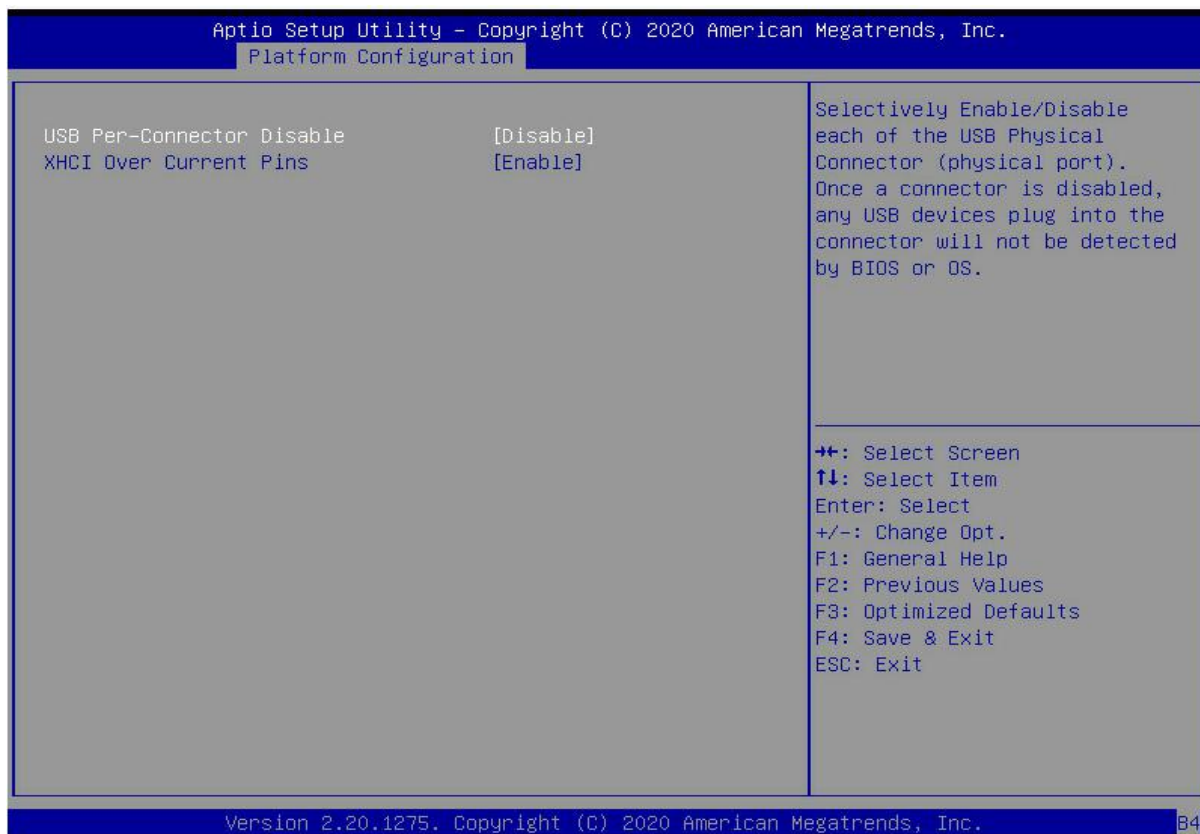 Aptio Setup Utility – Copyright (C) 2020 American Megatrends, Inc.
Platform Configuration
USB Per-Connector Disable [Disable]
XHCI Over Current Pins [Enable]
Selectively Enable/Disable
each of the USB Physical
Connector (physical port).
Once a connector is disabled,
any USB devices plug into the
connector will not be detected
by BIOS or OS.
→←: Select Screen
↑↓: Select Item
Enter: Select
+/-: Change Opt.
F1: General Help
F2: Previous Values
F3: Optimized Defaults
F4: Save & Exit
ESC: Exit
Version 2.20.1275. Copyright (C) 2020 American Megatrends, Inc.
B4